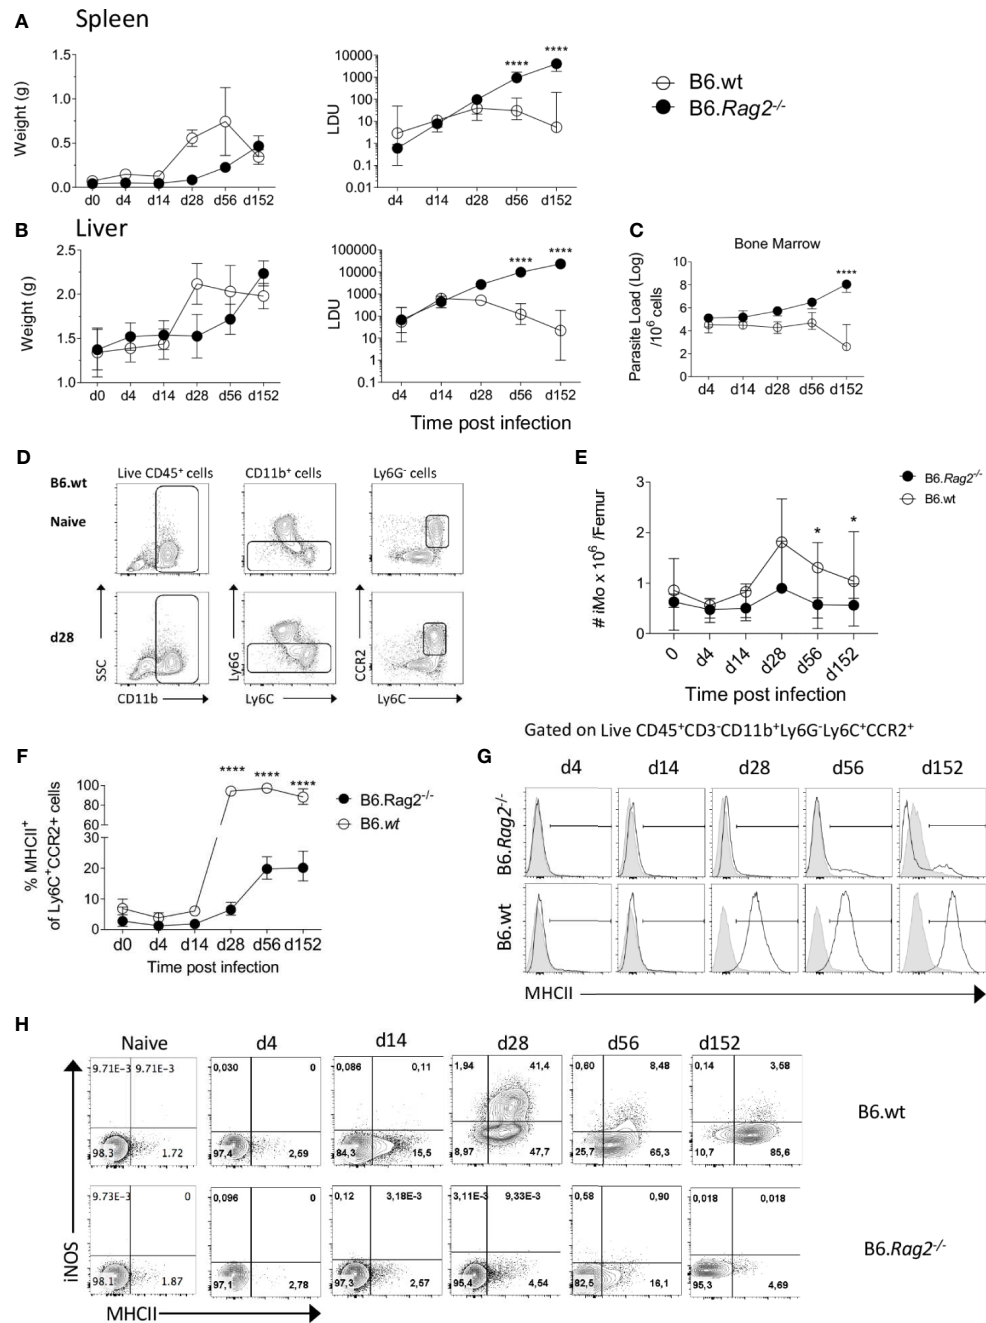 A
Spleen
1.5
1.0
0.5
0.0
Weight (g)
d0 d4 d14 d28 d56 d152
10000
1000
100
10
1
0.1
0.01
LDU
**** ****
d4 d14 d28 d56 d152
B6.wt
B6.Rag2-/-
B
Liver
2.5
2.0
1.5
1.0
Weight (g)
d0 d4 d14 d28 d56 d152
100000
10000
1000
100
10
1
0.1
LDU
**** ****
d4 d14 d28 d56 d152
Time post infection
C
Bone Marrow
10
8
6
4
2
0
Parasite Load (Log)
/10⁶ cells
****
d4 d14 d28 d56 d152
D
Live CD45⁺ cells CD11b⁺ cells Ly6G⁻ cells
B6.wt
Naive
d28
SSC
CD11b
Ly6G
Ly6C
CCR2
Ly6C
E
B6.Rag2-/-
B6.wt
3
2
1
0
# iMo x 10⁶ /Femur
* *
0 d4 d14 d28 d56 d152
Time post infection
F
100
80
60
30
20
10
0
% MHCII⁺
of Ly6C⁺CCR2+ cells
**** **** ****
B6.Rag2-/-
B6.wt
d0 d4 d14 d28 d56 d152
Time post infection
Gated on Live CD45⁺CD3⁻CD11b⁺Ly6G⁻Ly6C⁺CCR2⁺
G
d4 d14 d28 d56 d152
B6.Rag2-/-
B6.wt
MHCII
H
Naive d4 d14 d28 d56 d152
9.71E-3 9.71E-3 0,030 0 0,086 0,11 1,94 41,4 0,60 8,48 0,14 3,58
B6.wt
98.3 1.72 97,4 2,59 84,3 15,5 8,97 47,7 25,7 65,3 10,7 85,6
9.73E-3 0 0,096 0 0,12 3,18E-3 3,11E-3 9,33E-3 0,58 0,90 0,018 0,018
B6.Rag2-/-
98.1 1.87 97,1 2,78 97,3 2,57 95,4 4,54 82,5 16,1 95,3 4,69
iNOS
MHCII